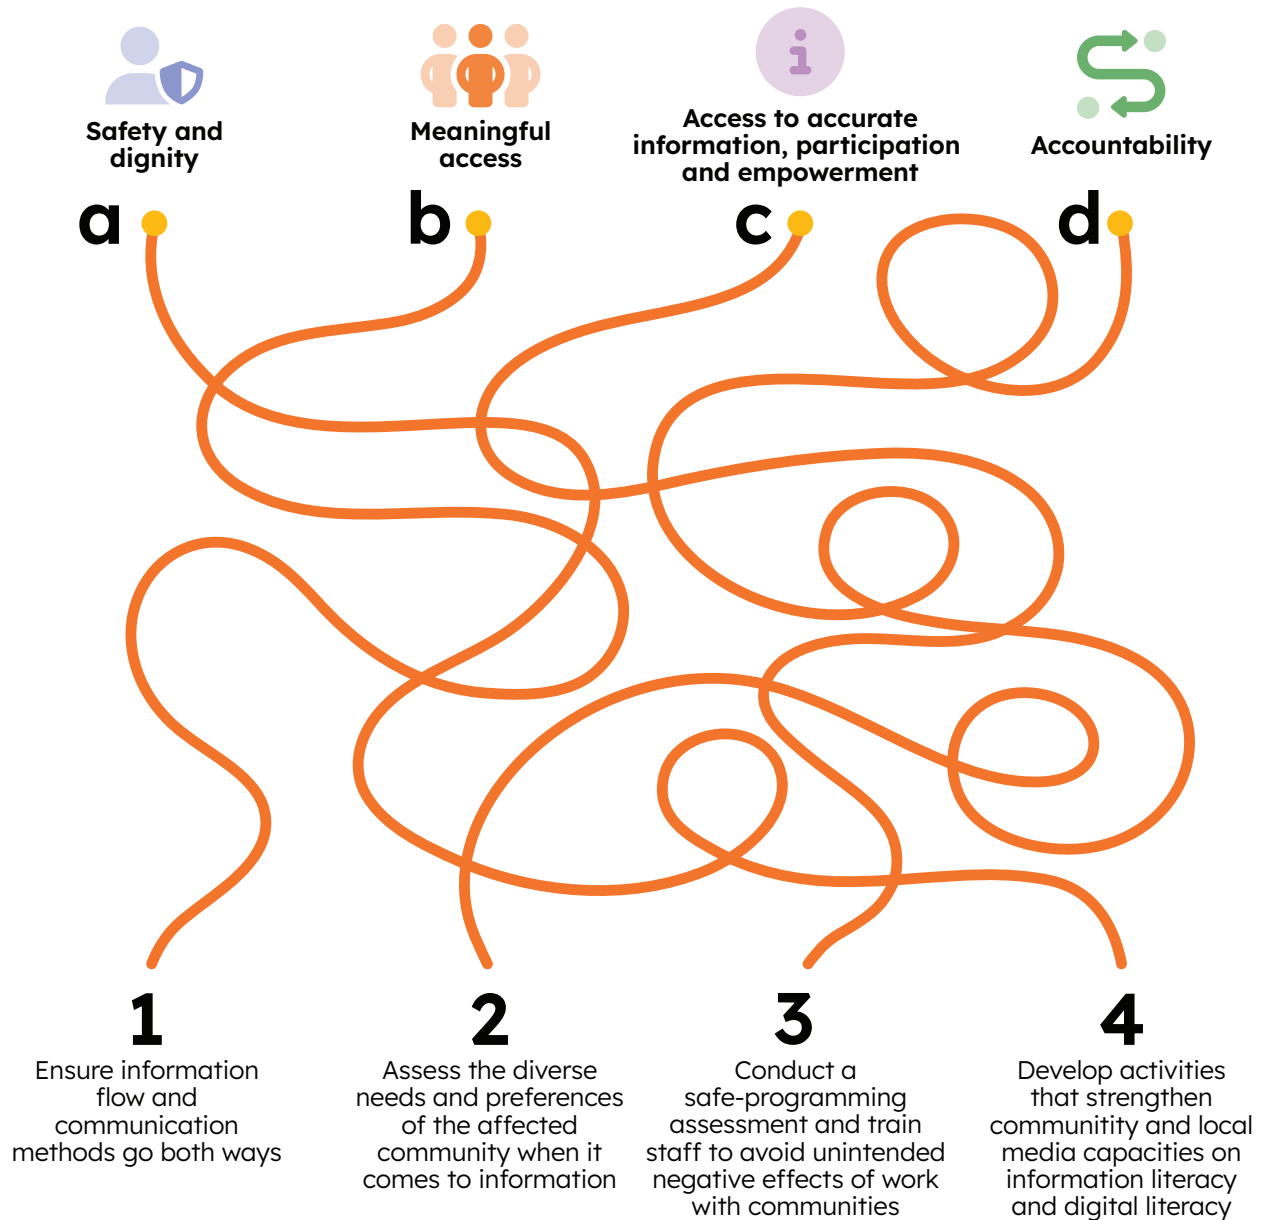 Safety and
dignity
Meaningful
access
Access to accurate
information, participation
and empowerment
Accountability
a
b
c
d
1
Ensure information
flow and
communication
methods go both ways
2
Assess the diverse
needs and preferences
of the affected
community when it
comes to information
3
Conduct a
safe-programming
assessment and train
staff to avoid unintended
negative effects of work
with communities
4
Develop activities
that strengthen
communitity and local
media capacities on
information literacy
and digital literacy